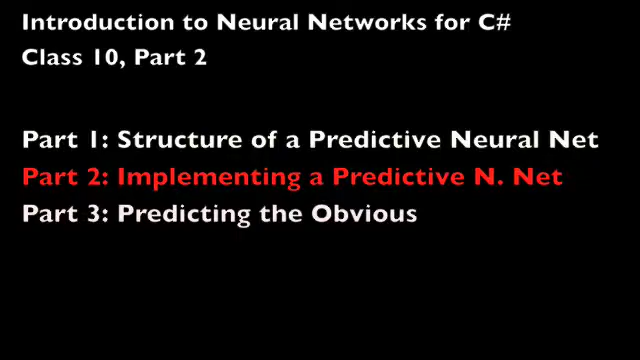 Introduction to Neural Networks for C#
Class 10, Part 2
Part 1: Structure of a Predictive Neural Net
Part 2: Implementing a Predictive N. Net
Part 3: Predicting the Obvious